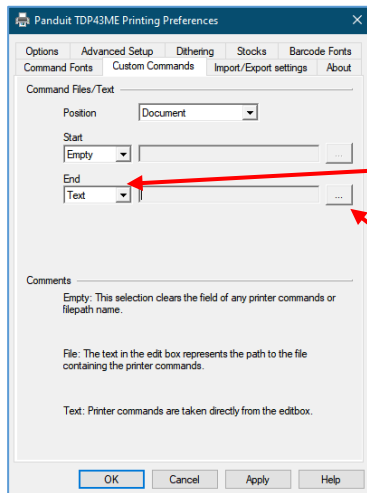 Panduit TDP43ME Printing Preferences
Options Advanced Setup Dithering Stocks Barcode Fonts
Command Fonts Custom Commands Import/Export settings About
Command Files/Text
Position Document
Start
Empty ...
End
Text ...
Comments
Empty: This selection clears the field of any printer commands or
filepath name.
File: The text in the edit box represents the path to the file
containing the printer commands.
Text: Printer commands are taken directly from the editbox.
OK Cancel Apply Help